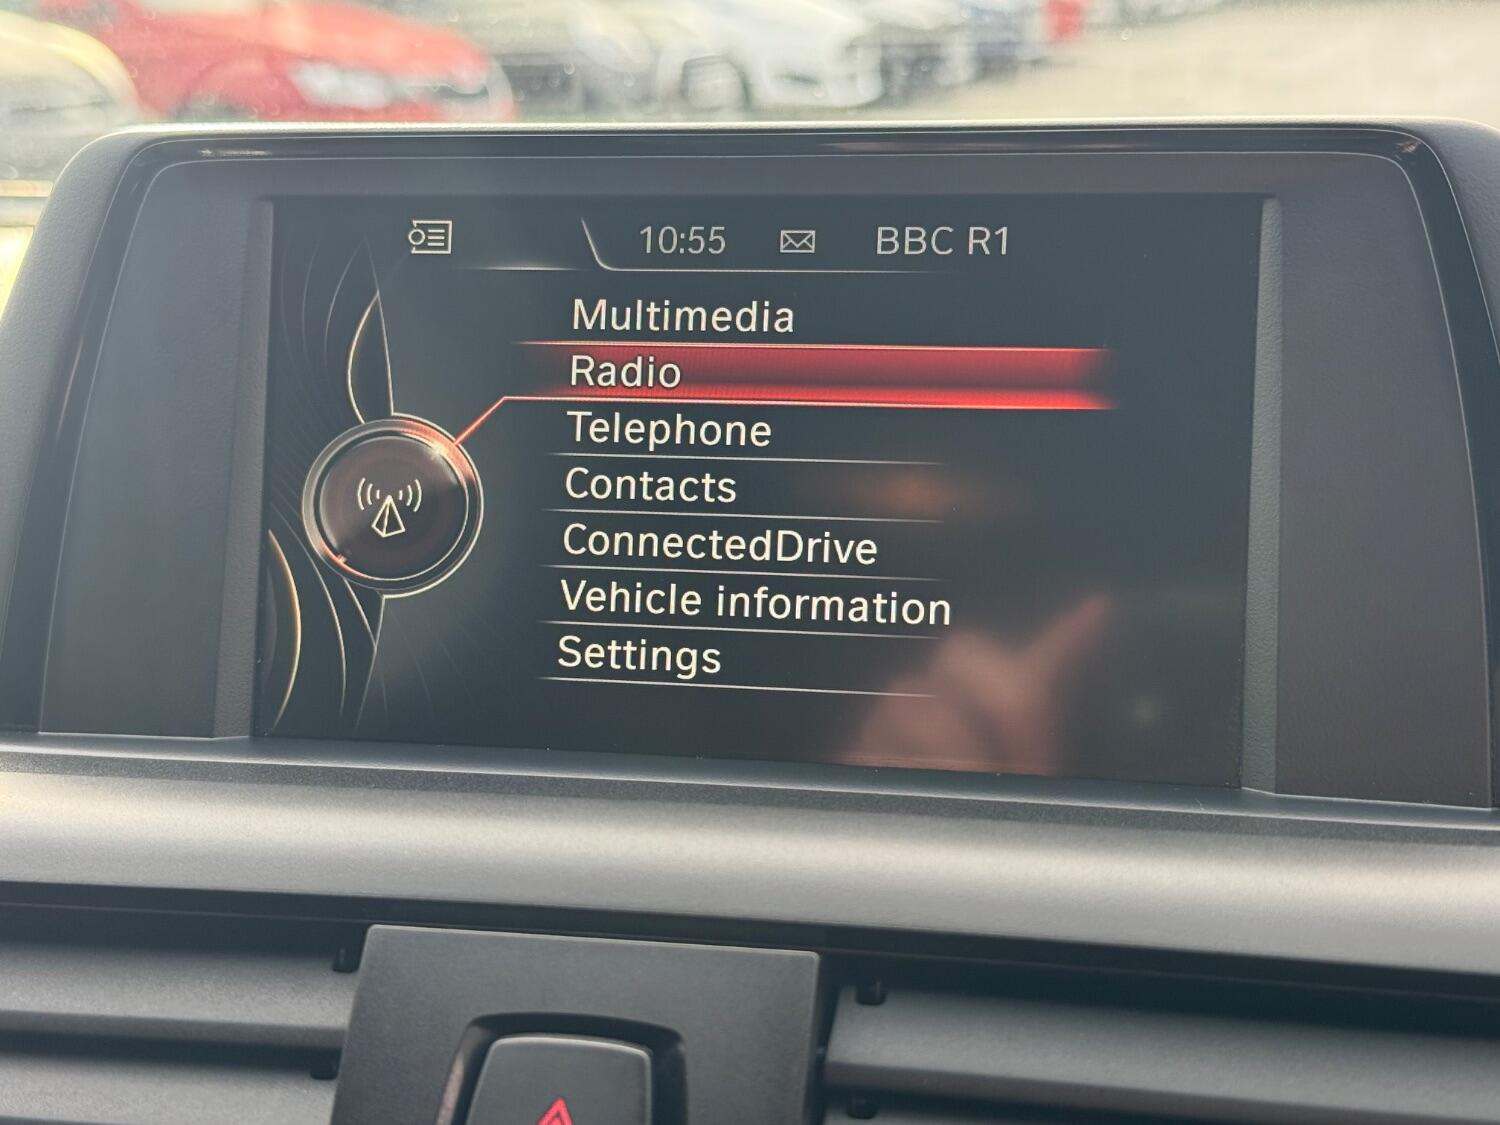 10:55 BBC R1
Multimedia
Radio
Telephone
Contacts
ConnectedDrive
Vehicle information
Settings